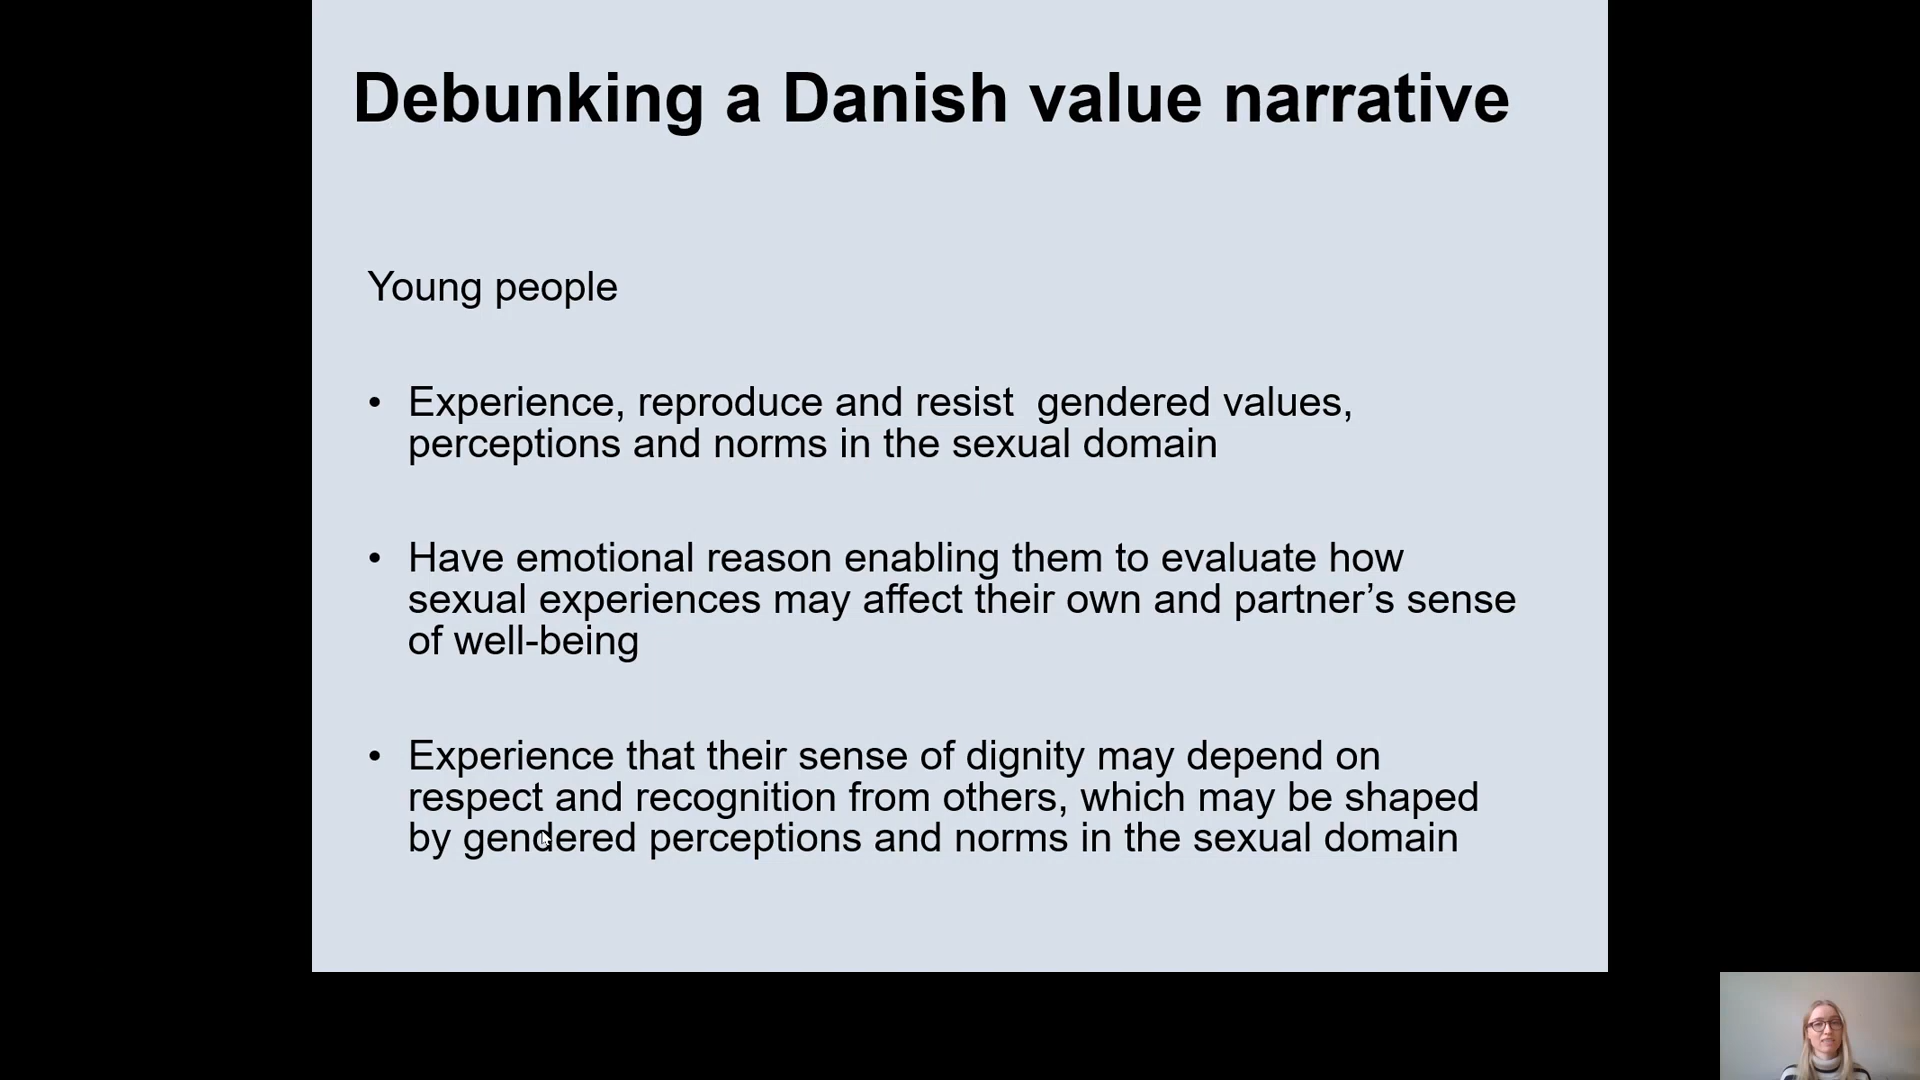 Debunking a Danish value narrative
Young people
• Experience, reproduce and resist  gendered values,
perceptions and norms in the sexual domain
• Have emotional reason enabling them to evaluate how
sexual experiences may affect their own and partner’s sense
of well-being
• Experience that their sense of dignity may depend on
respect and recognition from others, which may be shaped
by gendered perceptions and norms in the sexual domain